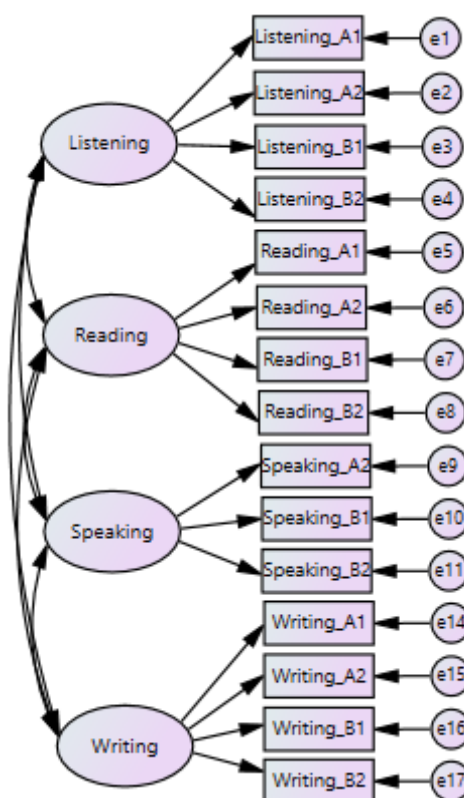 Listening_A1 e1
Listening_A2 e2
Listening
Listening_B1 e3
Listening_B2 e4
Reading_A1 e5
Reading_A2 e6
Reading
Reading_B1 e7
Reading_B2 e8
Speaking_A2 e9
Speaking_B1 e10
Speaking
Speaking_B2 e11
Writing_A1 e14
Writing_A2 e15
Writing_B1 e16
Writing
Writing_B2 e17